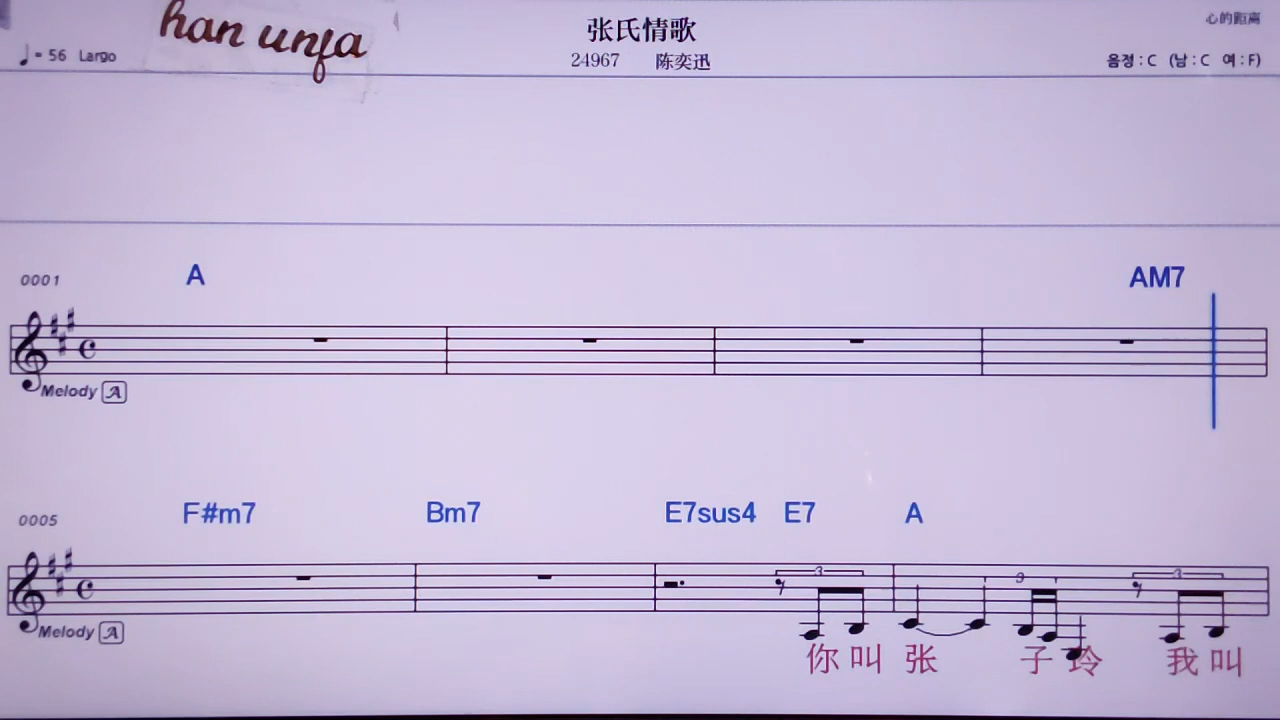 han unja
张氏情歌
心的距离
♩= 56 Largo
24967 陈奕迅
음정 : C (남 : C 여 : F)
0001 A AM7
Melody A
0005 F#m7 Bm7 E7sus4 E7 A
3 3 3
Melody A
你 叫 张 子 玲 我 叫